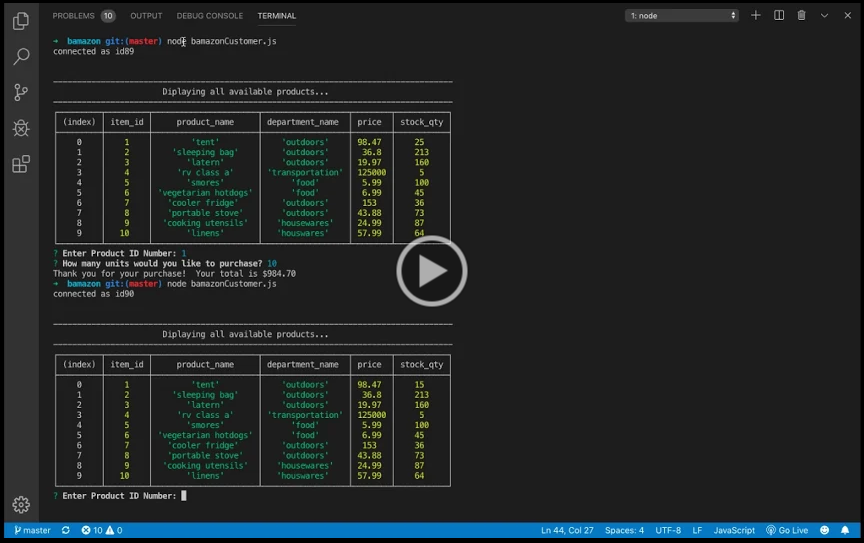 PROBLEMS 10 OUTPUT DEBUG CONSOLE TERMINAL 1: node
→ bamazon git:(master) node bamazonCustomer.js
connected as id89
Diplaying all available products...
(index) item_id product_name department_name price stock_qty
0 1 'tent' 'outdoors' 98.47 25
1 2 'sleeping bag' 'outdoors' 36.8 213
2 3 'latern' 'outdoors' 19.97 160
3 4 'rv class a' 'transportation' 125000 5
4 5 'smores' 'food' 5.99 100
5 6 'vegetarian hotdogs' 'food' 6.99 45
6 7 'cooler fridge' 'outdoors' 153 36
7 8 'portable stove' 'outdoors' 43.88 73
8 9 'cooking utensils' 'housewares' 24.99 87
9 10 'linens' 'houswares' 57.99 64
? Enter Product ID Number: 1
? How many units would you like to purchase? 10
Thank you for your purchase! Your total is $984.70
→ bamazon git:(master) node bamazonCustomer.js
connected as id90
Diplaying all available products...
(index) item_id product_name department_name price stock_qty
0 1 'tent' 'outdoors' 98.47 15
1 2 'sleeping bag' 'outdoors' 36.8 213
2 3 'latern' 'outdoors' 19.97 160
3 4 'rv class a' 'transportation' 125000 5
4 5 'smores' 'food' 5.99 100
5 6 'vegetarian hotdogs' 'food' 6.99 45
6 7 'cooler fridge' 'outdoors' 153 36
7 8 'portable stove' 'outdoors' 43.88 73
8 9 'cooking utensils' 'housewares' 24.99 87
9 10 'linens' 'houswares' 57.99 64
? Enter Product ID Number:
master 10 0 Ln 44, Col 27 Spaces: 4 UTF-8 LF JavaScript Go Live